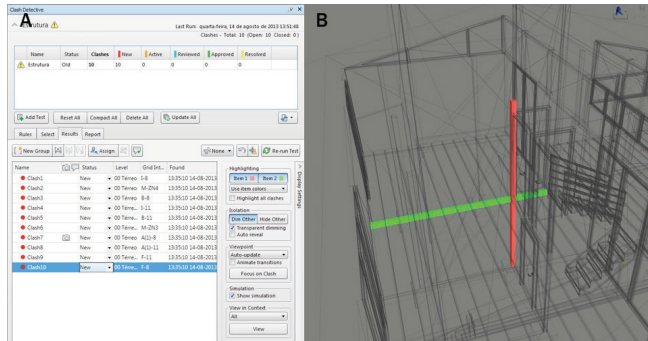 Clash Detective
A
B
Estrutura
Last Run: quarta-feira, 14 de agosto de 2013 13:51:48
Clashes - Total: 10 (Open: 10 Closed: 0)
Name Status Clashes New Active Reviewed Approved Resolved
Estrutura Old 10 10 0 0 0 0
Add Test Reset All Compact All Delete All Update All
Rules Select Results Report
New Group Assign None Re-run Test
Name Status Level Grid Int... Found
Clash1 New 00 Térreo I-8 13:35:10 14-08-2013
Clash2 New 00 Térreo M-ZN4 13:35:10 14-08-2013
Clash3 New 00 Térreo B-8 13:35:10 14-08-2013
Clash4 New 00 Térreo I-11 13:35:10 14-08-2013
Clash5 New 00 Térreo B-11 13:35:10 14-08-2013
Clash6 New 00 Térre... M-ZN3 13:35:10 14-08-2013
Clash7 New 00 Térreo A(1)-8 13:35:10 14-08-2013
Clash8 New 00 Térre... A(1)-11 13:35:10 14-08-2013
Clash9 New 00 Térre... F-11 13:35:10 14-08-2013
Clash10 New 00 Térre... F-8 13:35:10 14-08-2013
Display Settings
Highlighting
Item 1 Item 2
Use item colors
Highlight all clashes
Isolation
Dim Other Hide Other
Transparent dimming
Auto reveal
Viewpoint
Auto-update
Animate transitions
Focus on Clash
Simulation
Show simulation
View in Context
All
View